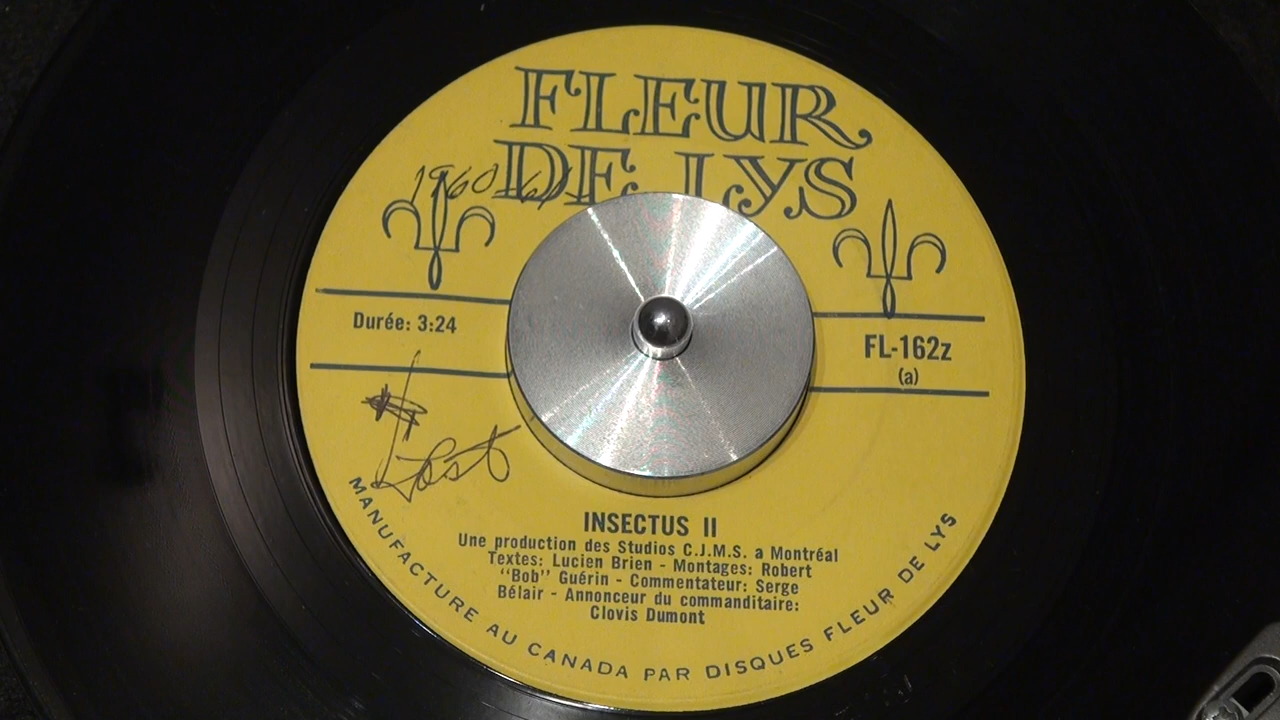 FLEUR
DE LYS
1960
Durée: 3:24
FL-162z
(a)
INSECTUS II
Une production des Studios C.J.M.S. a Montréal
Textes: Lucien Brien - Montages: Robert
"Bob" Guérin - Commentateur: Serge
Bélair - Annonceur du commanditaire:
Clovis Dumont
MANUFACTURE AU CANADA PAR DISQUES FLEUR DE LYS